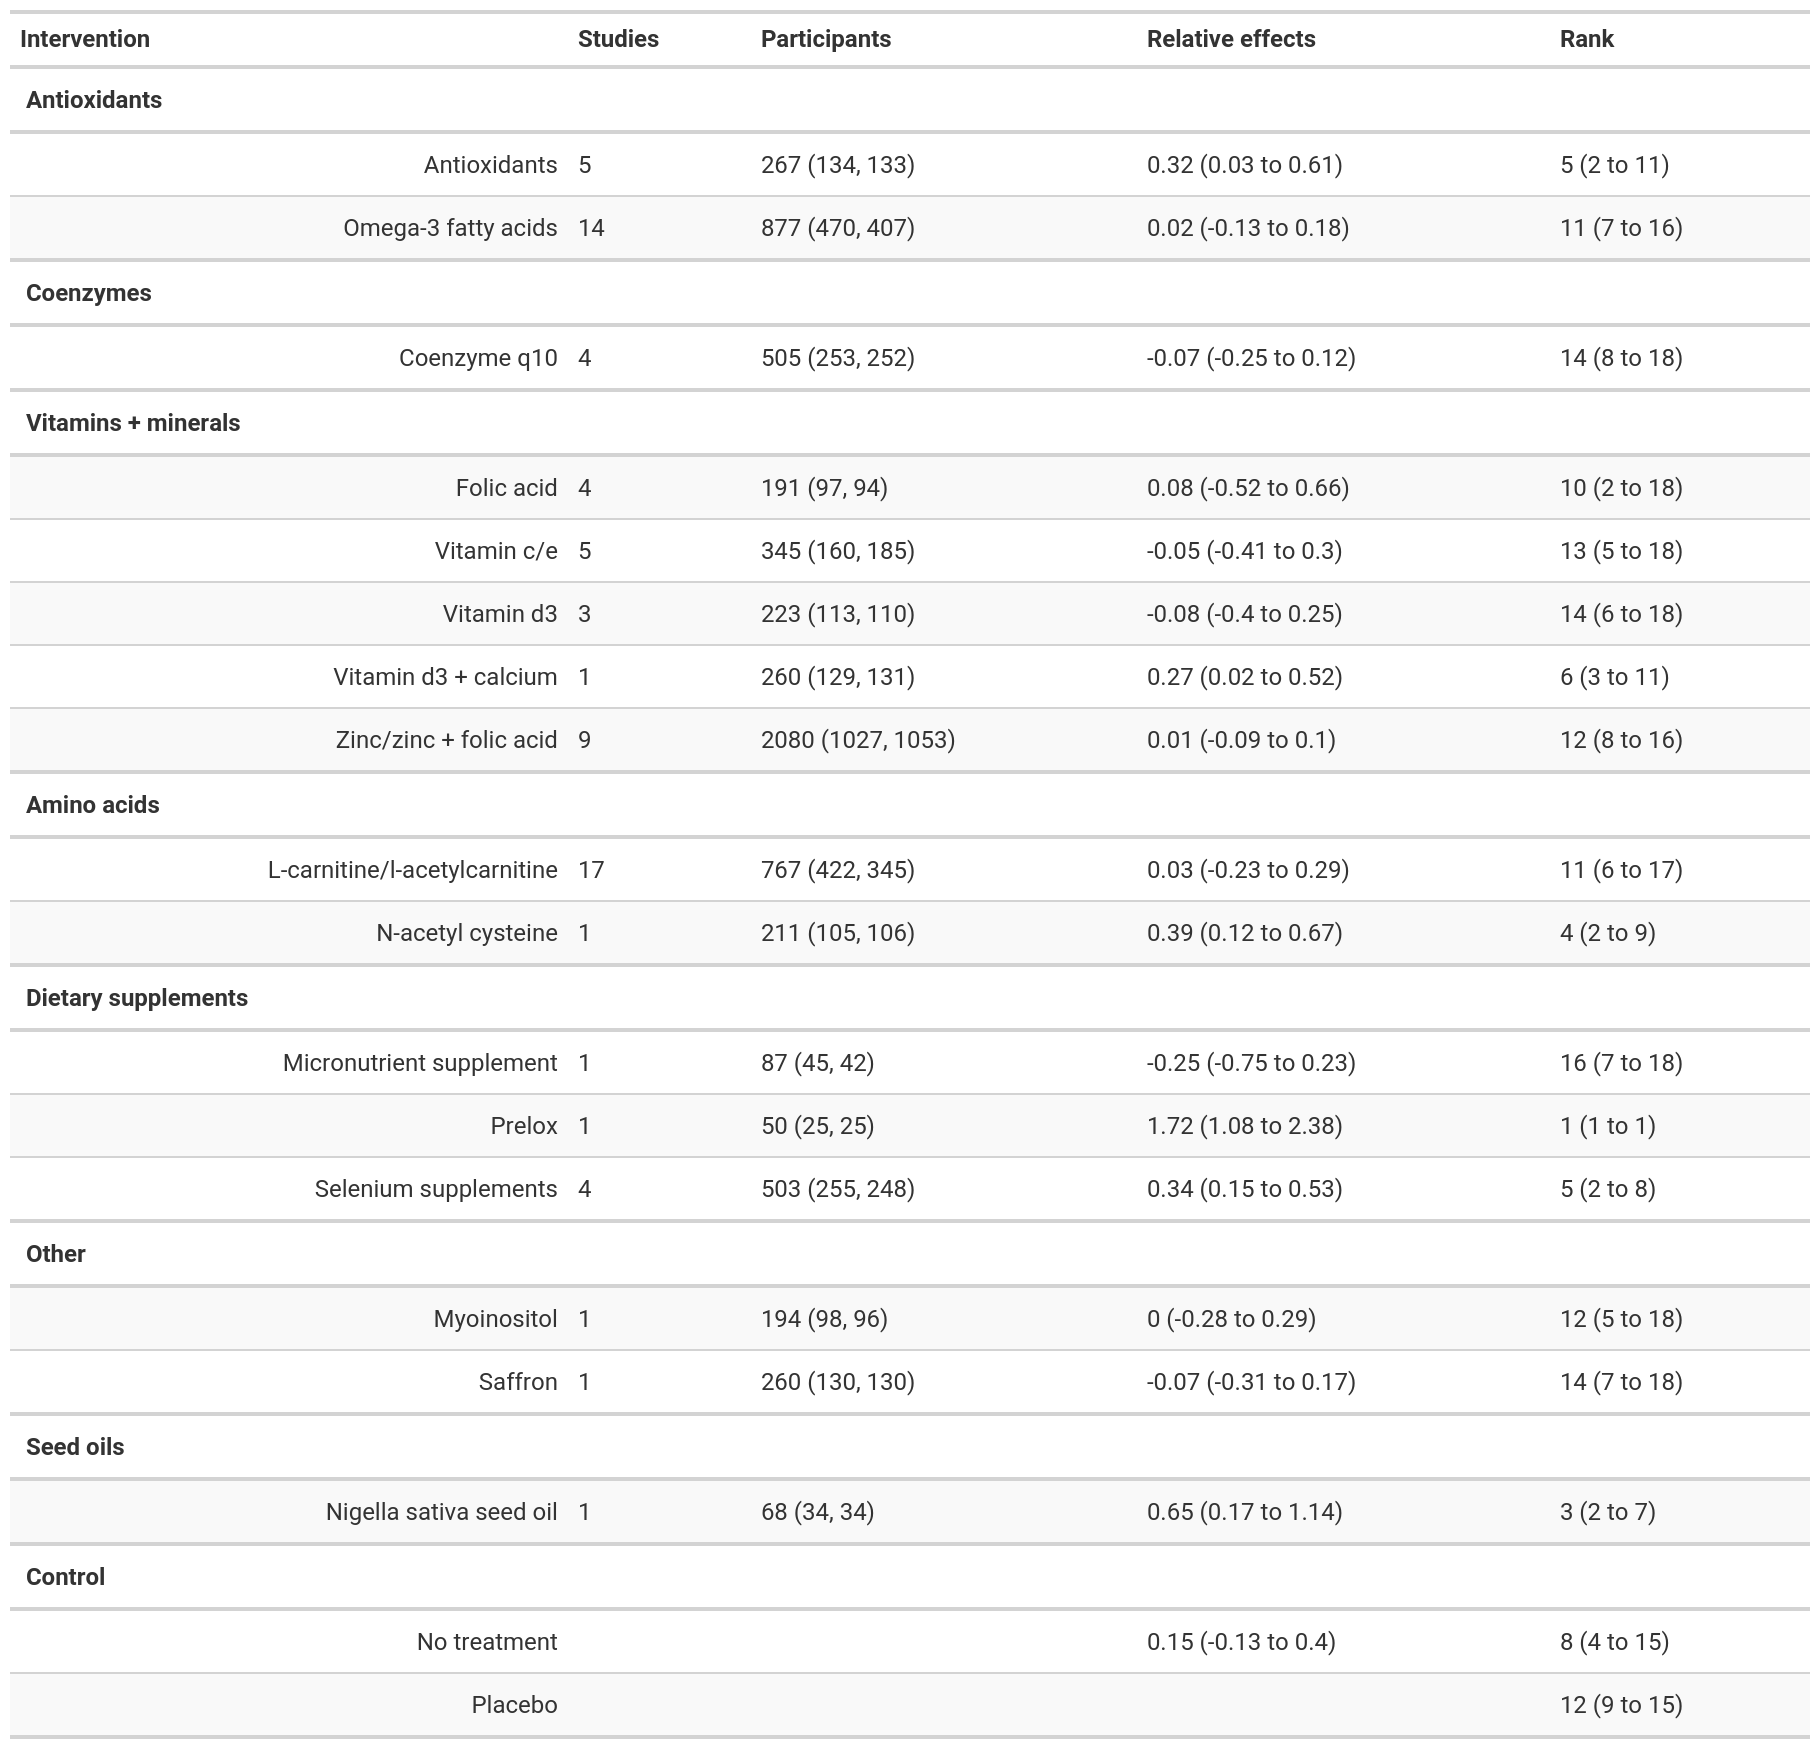 Intervention Studies Participants Relative effects Rank
Antioxidants
Antioxidants 5 267 (134, 133) 0.32 (0.03 to 0.61) 5 (2 to 11)
Omega-3 fatty acids 14 877 (470, 407) 0.02 (-0.13 to 0.18) 11 (7 to 16)
Coenzymes
Coenzyme q10 4 505 (253, 252) -0.07 (-0.25 to 0.12) 14 (8 to 18)
Vitamins + minerals
Folic acid 4 191 (97, 94) 0.08 (-0.52 to 0.66) 10 (2 to 18)
Vitamin c/e 5 345 (160, 185) -0.05 (-0.41 to 0.3) 13 (5 to 18)
Vitamin d3 3 223 (113, 110) -0.08 (-0.4 to 0.25) 14 (6 to 18)
Vitamin d3 + calcium 1 260 (129, 131) 0.27 (0.02 to 0.52) 6 (3 to 11)
Zinc/zinc + folic acid 9 2080 (1027, 1053) 0.01 (-0.09 to 0.1) 12 (8 to 16)
Amino acids
L-carnitine/l-acetylcarnitine 17 767 (422, 345) 0.03 (-0.23 to 0.29) 11 (6 to 17)
N-acetyl cysteine 1 211 (105, 106) 0.39 (0.12 to 0.67) 4 (2 to 9)
Dietary supplements
Micronutrient supplement 1 87 (45, 42) -0.25 (-0.75 to 0.23) 16 (7 to 18)
Prelox 1 50 (25, 25) 1.72 (1.08 to 2.38) 1 (1 to 1)
Selenium supplements 4 503 (255, 248) 0.34 (0.15 to 0.53) 5 (2 to 8)
Other
Myoinositol 1 194 (98, 96) 0 (-0.28 to 0.29) 12 (5 to 18)
Saffron 1 260 (130, 130) -0.07 (-0.31 to 0.17) 14 (7 to 18)
Seed oils
Nigella sativa seed oil 1 68 (34, 34) 0.65 (0.17 to 1.14) 3 (2 to 7)
Control
No treatment 0.15 (-0.13 to 0.4) 8 (4 to 15)
Placebo 12 (9 to 15)